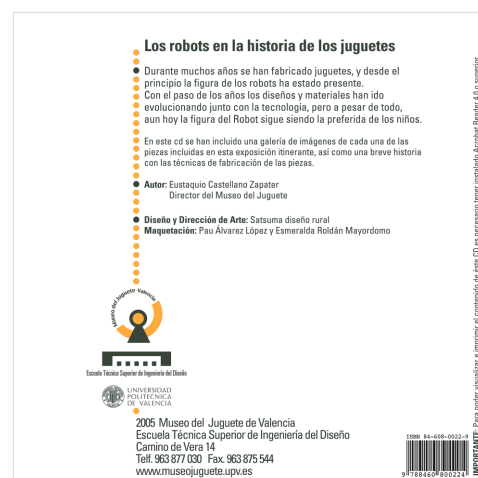 Los robots en la historia de los juguetes
Durante muchos años se han fabricado juguetes, y desde el
principio la figura de los robots ha estado presente.
Con el paso de los años los diseños y materiales han ido
evolucionando junto con la tecnología, pero a pesar de todo,
aun hoy la figura del Robot sigue siendo la preferida de los niños.
En este cd se han incluido una galería de imágenes de cada una de las
piezas incluidas en esta exposición itinerante, así como una breve historia
con las técnicas de fabricación de las piezas.
Autor: Eustaquio Castellano Zapater
Director del Museo del Juguete
Diseño y Dirección de Arte: Satsuma diseño rural
Maquetación: Pau Álvarez López y Esmeralda Roldán Mayordomo
Museo del Juguete·Valencia
Escuela Técnica Superior de Ingeniería del Diseño
UNIVERSIDAD
POLITECNICA
DE VALENCIA
2005 Museo del Juguete de Valencia
Escuela Técnica Superior de Ingeniería del Diseño
Camino de Vera 14
Telf. 963 877 030 Fax. 963 875 544
www.museojuguete.upv.es
ISBN 84-608-0022-9
9 788460 800224
IMPORTANTE: Para poder visualizar e imprimir el contenido de éste CD es necesario tener instalado Acrobat Reader 4.0 o superior